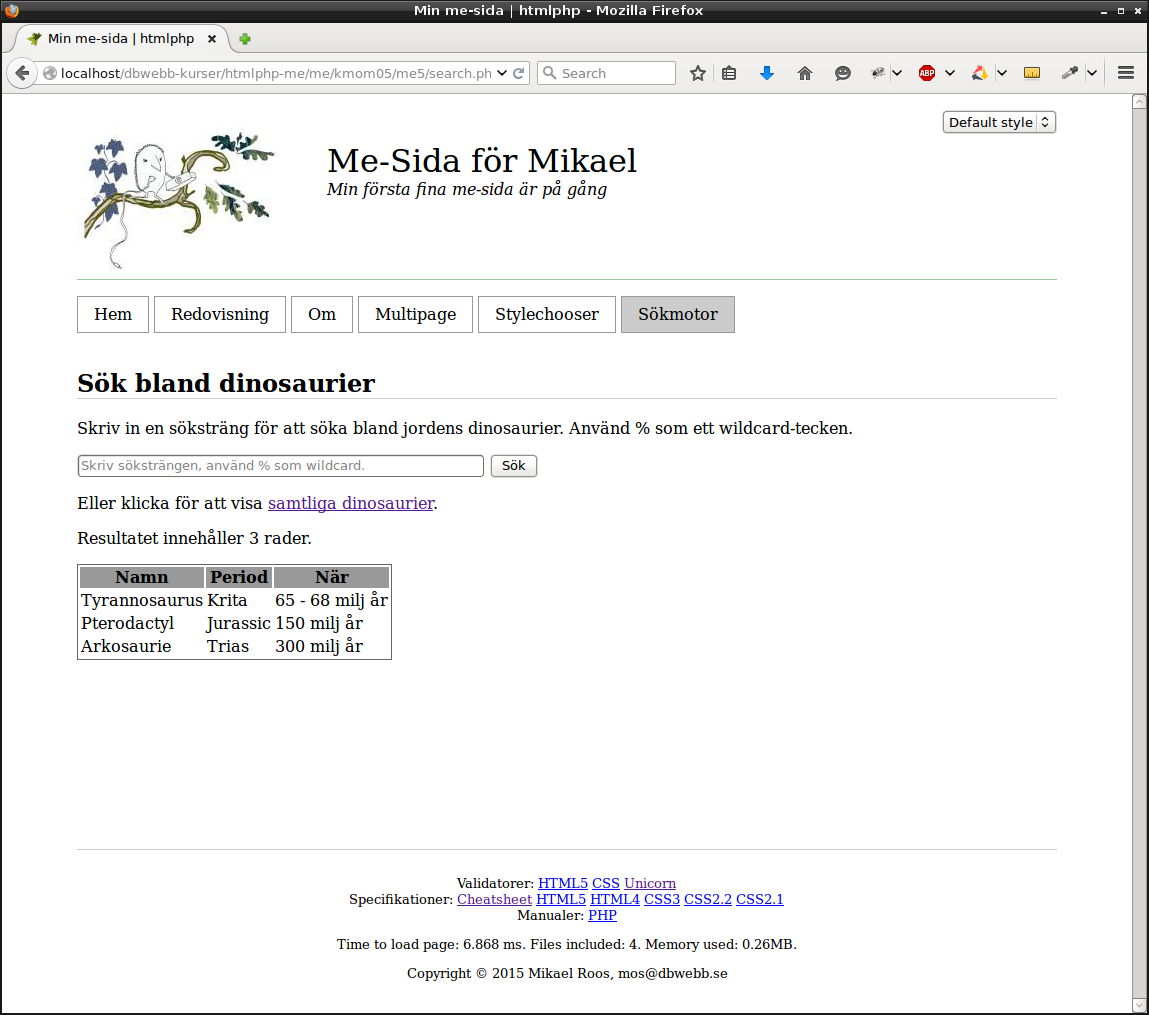 Min me-sida | htmlphp - Mozilla Firefox
Min me-sida | htmlphp
localhost/dbwebb-kurser/htmlphp-me/me/kmom05/me5/search.ph
Search
ABP
Default style
Me-Sida för Mikael
Min första fina me-sida är på gång
Hem Redovisning Om Multipage Stylechooser Sökmotor
Sök bland dinosaurier
Skriv in en söksträng för att söka bland jordens dinosaurier. Använd % som ett wildcard-tecken.
Skriv söksträngen, använd % som wildcard. Sök
Eller klicka för att visa samtliga dinosaurier.
Resultatet innehåller 3 rader.
Namn Period När
Tyrannosaurus Krita 65 - 68 milj år
Pterodactyl Jurassic 150 milj år
Arkosaurie Trias 300 milj år
Validatorer: HTML5 CSS Unicorn
Specifikationer: Cheatsheet HTML5 HTML4 CSS3 CSS2.2 CSS2.1
Manualer: PHP
Time to load page: 6.868 ms. Files included: 4. Memory used: 0.26MB.
Copyright © 2015 Mikael Roos, mos@dbwebb.se